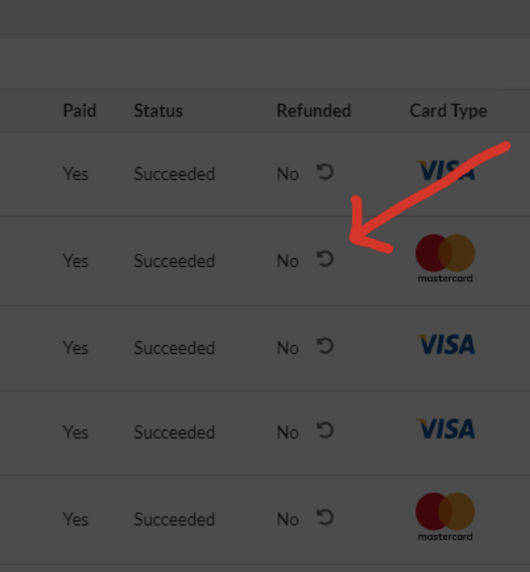 Paid Status Refunded Card Type
Yes Succeeded No VISA
Yes Succeeded No mastercard
Yes Succeeded No VISA
Yes Succeeded No VISA
Yes Succeeded No mastercard